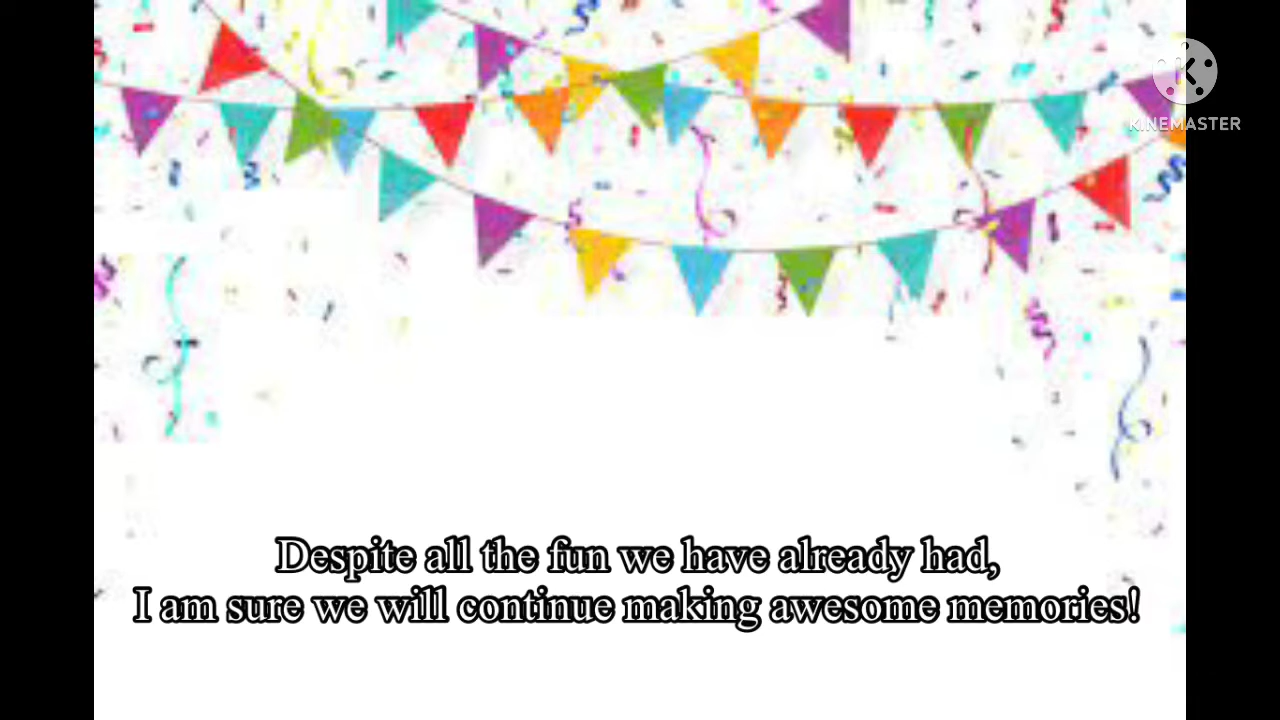 KINEMASTER
Despite all the fun we have already had,
I am sure we will continue making awesome memories!